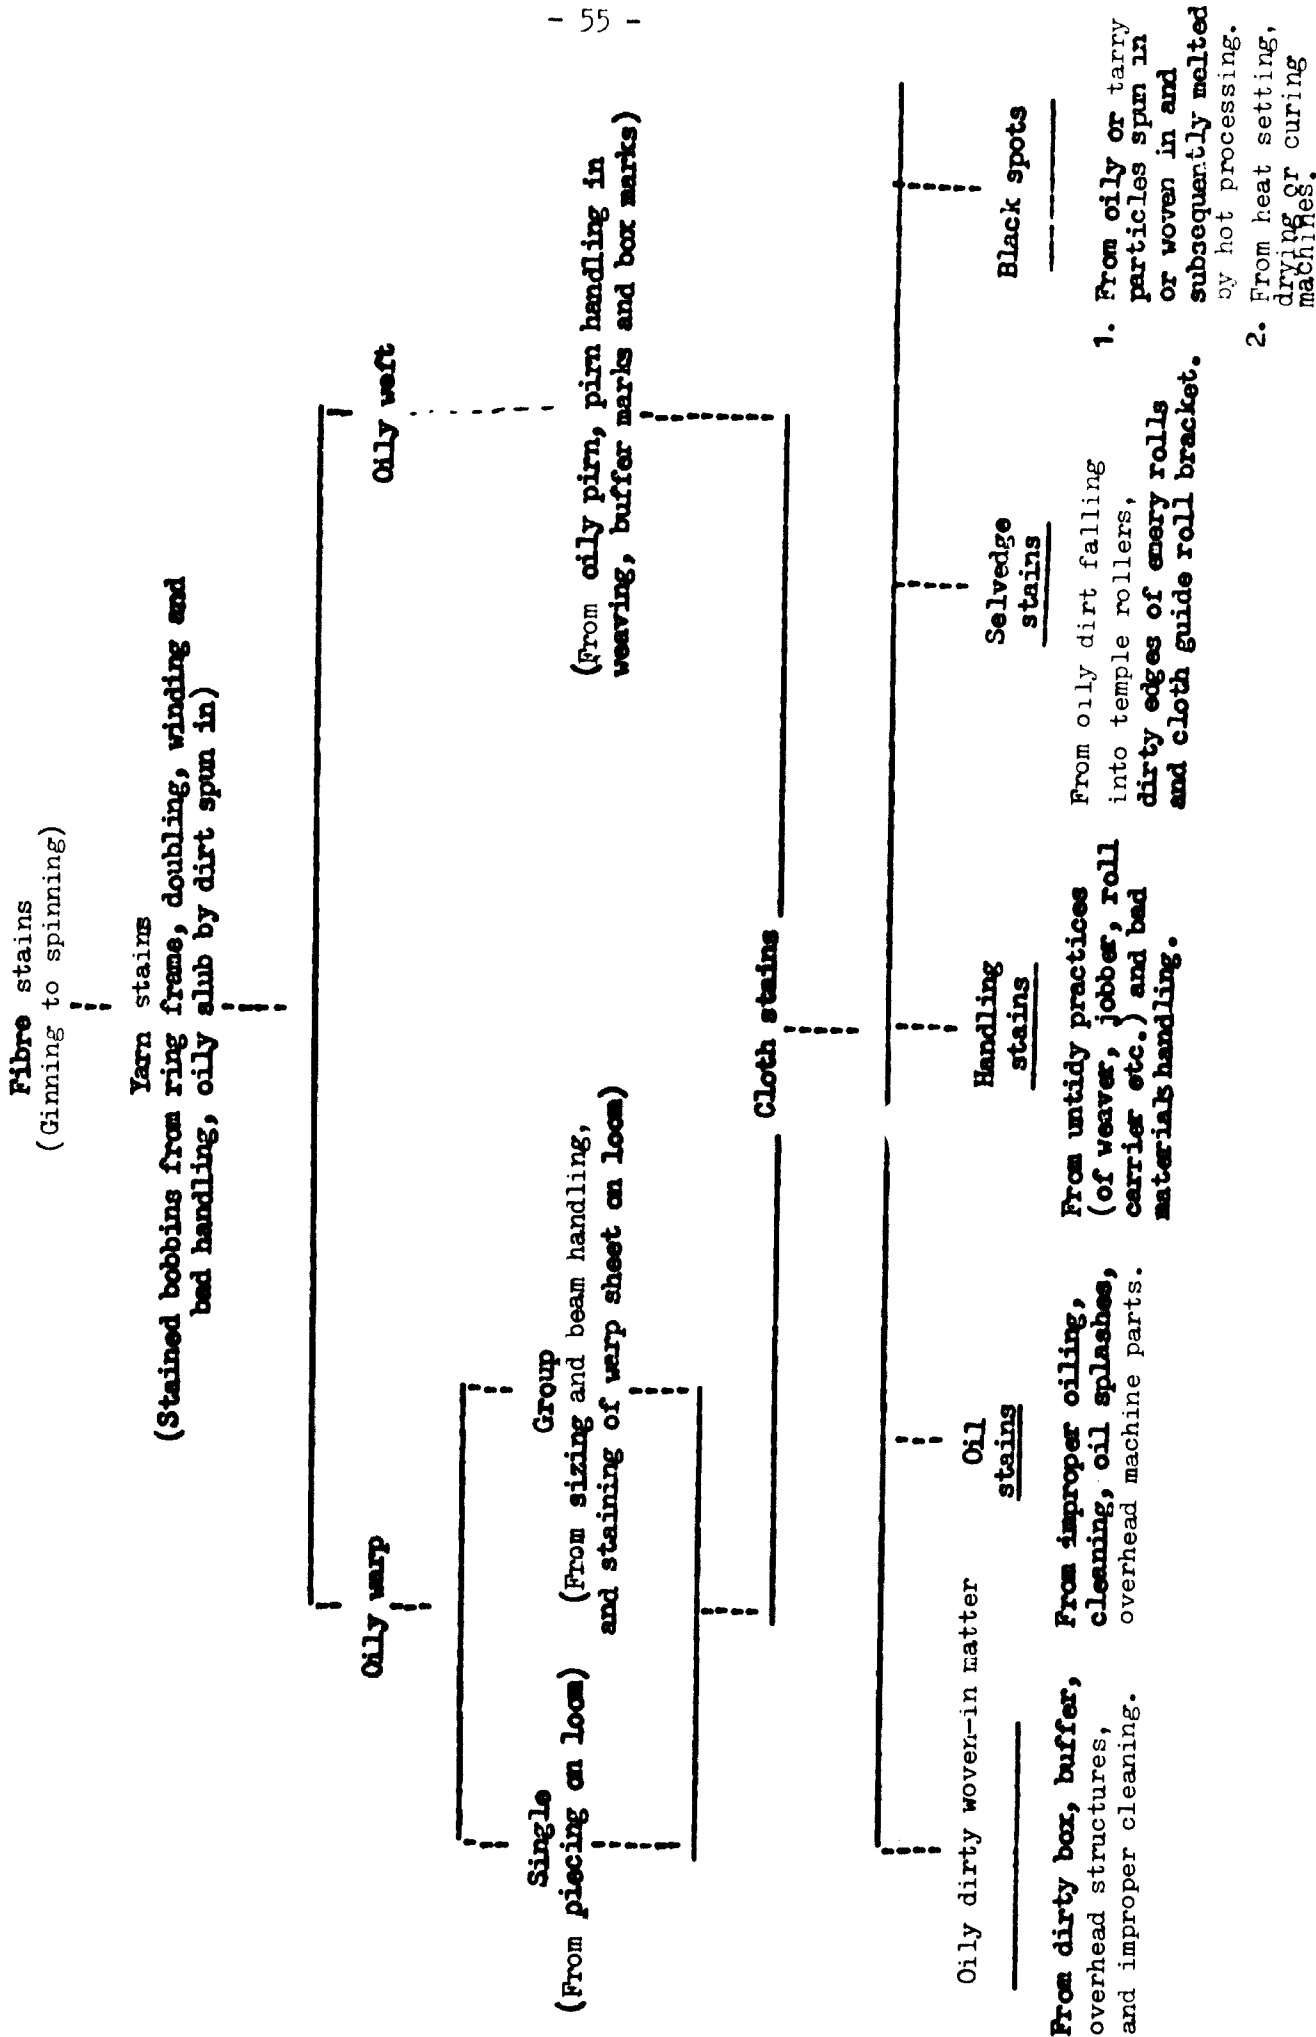 - 55 -
Fibre stains
(Ginning to spinning)
Yarn stains
(Stained bobbins from ring frame, doubling, winding and
bad handling, oily slub by dirt spun in)
Oily warp
Oily weft
Single
(From piecing on loom)
Group
(From sizing and beam handling,
and staining of warp sheet on loom)
(From oily pirn, pirn handling in
weaving, buffer marks and box marks)
Cloth stains
Oily dirty woven-in matter
From dirty box, buffer,
overhead structures,
and improper cleaning.
Oil
stains
From improper oiling,
cleaning, oil splashes,
overhead machine parts.
Handling
stains
From untidy practices
(of weaver, jobber, roll
carrier etc.) and bad
materials handling.
Selvedge
stains
From oily dirt falling
into temple rollers,
dirty edges of emery rolls
and cloth guide roll bracket.
Black spots
1. From oily or tarry
particles spun in
or woven in and
subsequently melted
by hot processing.
2. From heat setting,
drying or curing
machines.